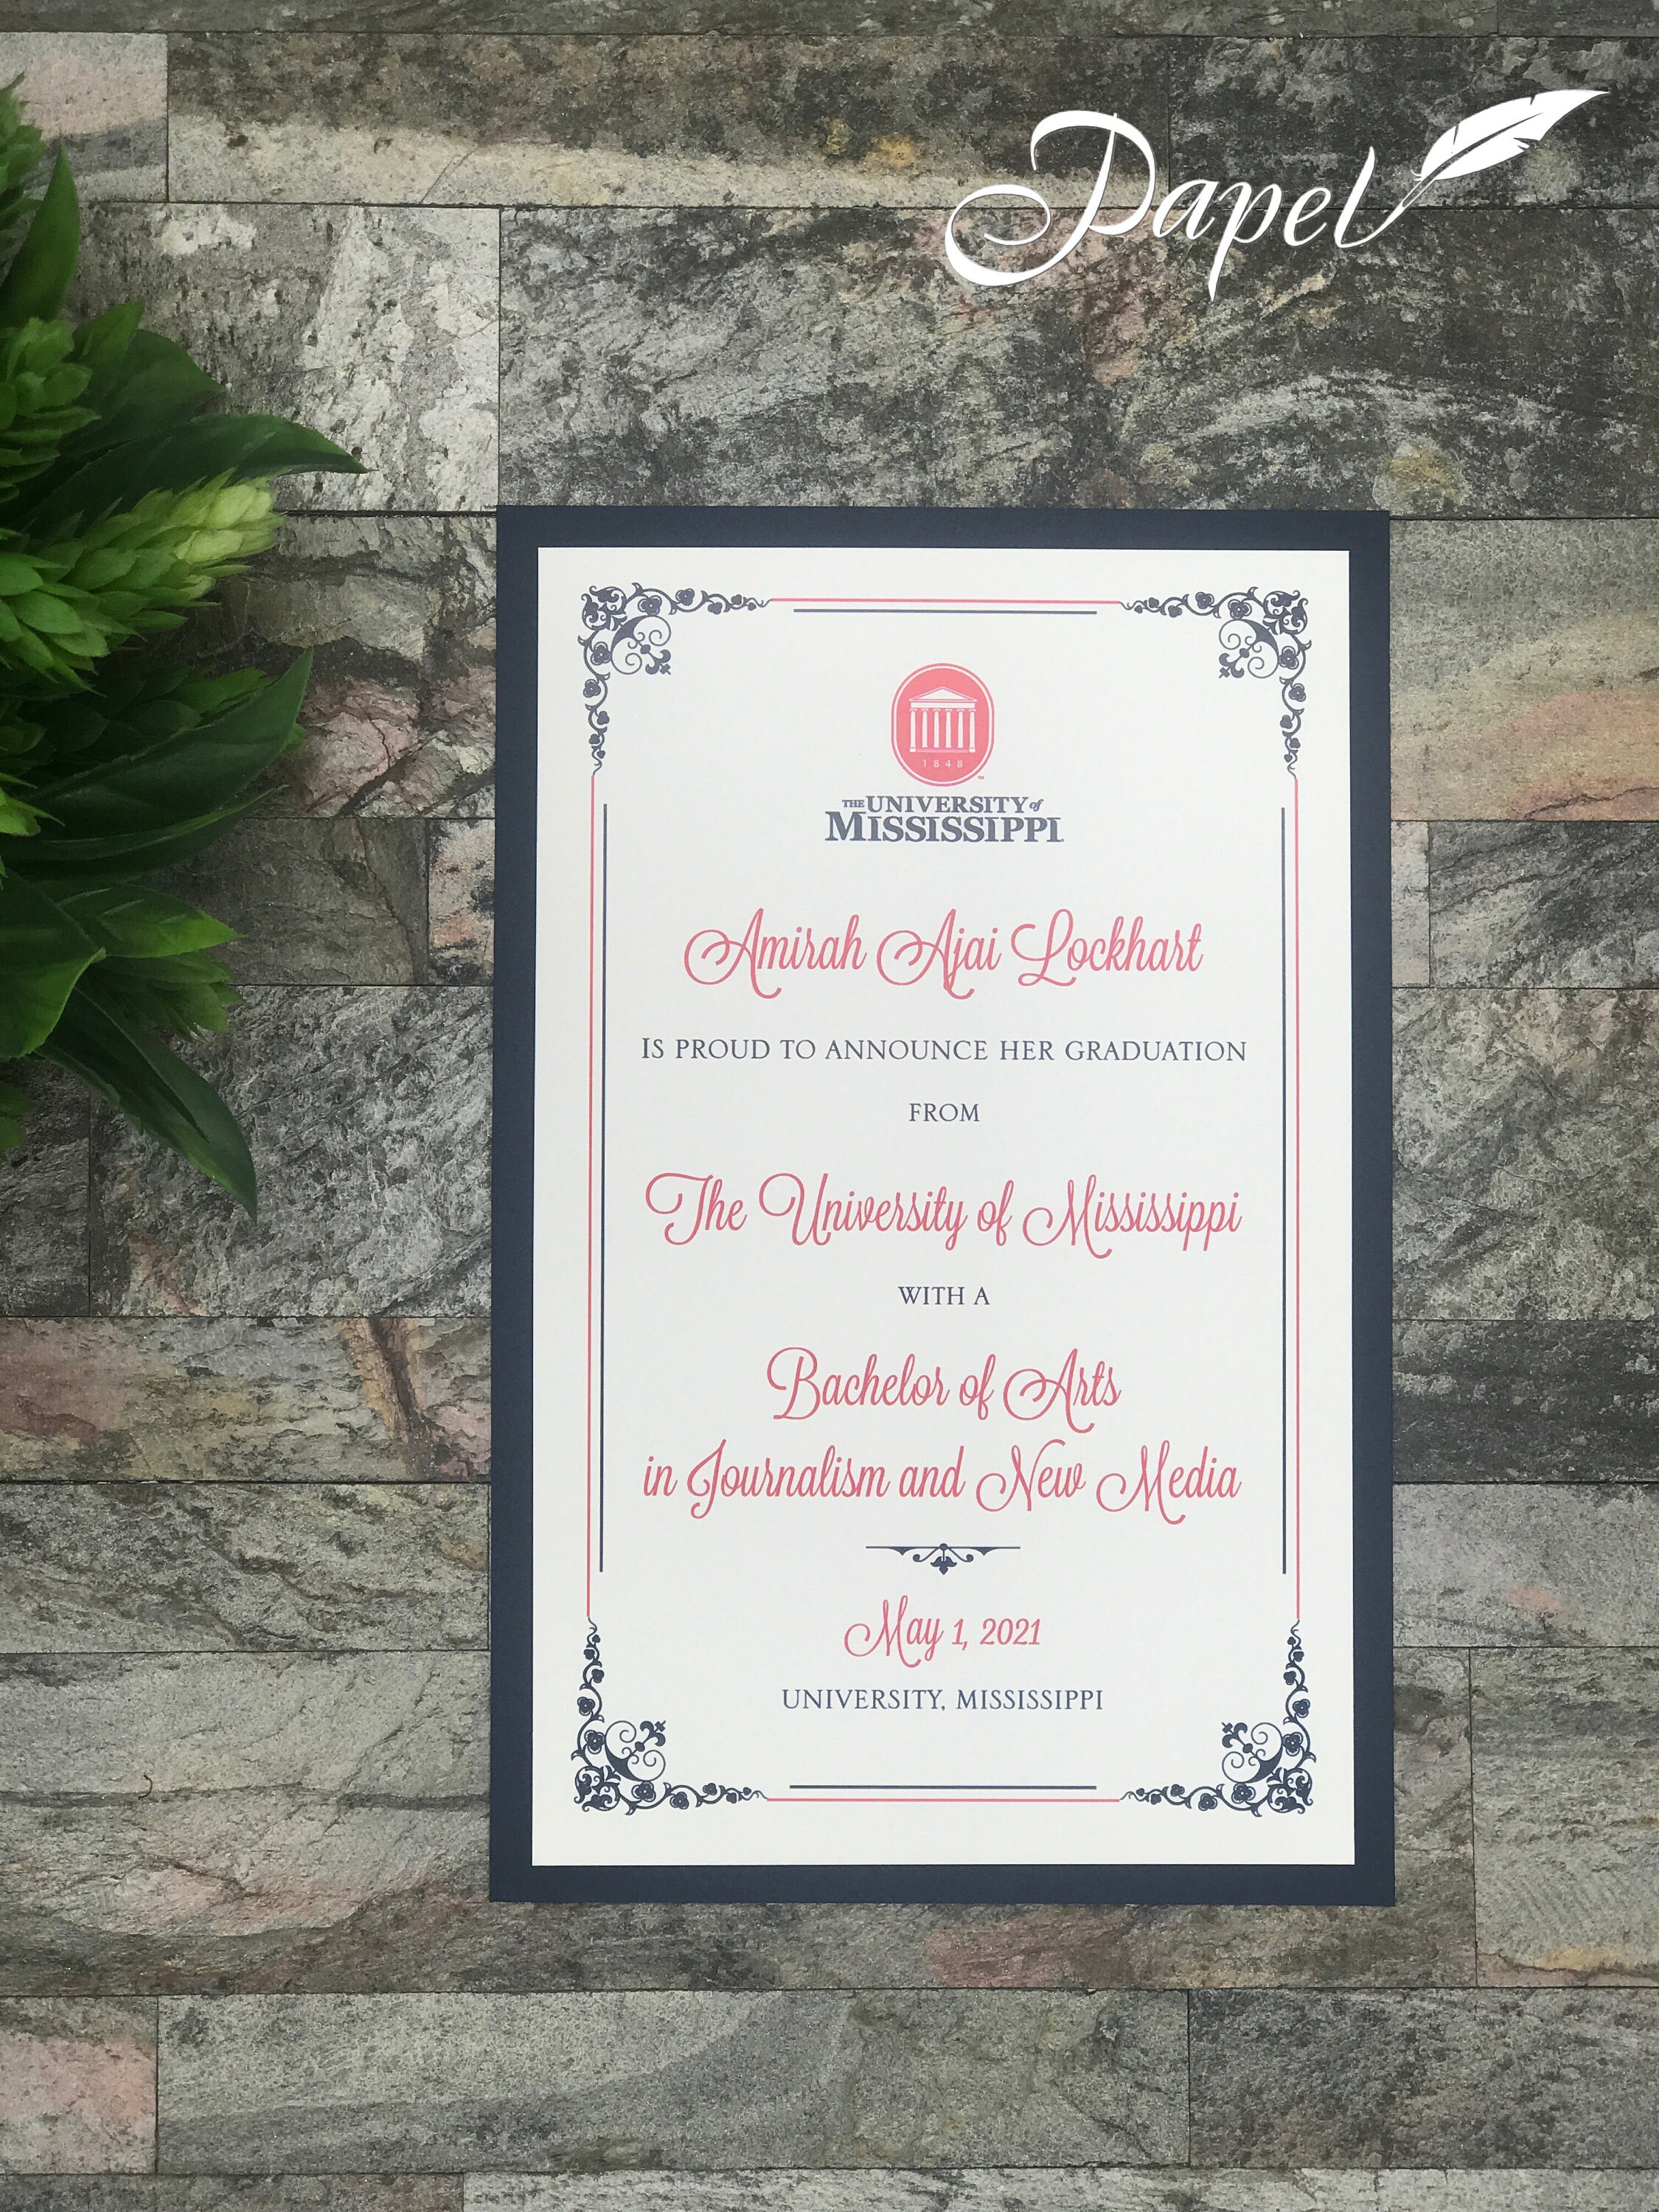 Papel
1848
THE UNIVERSITY of
MISSISSIPPI
Amirah Ajai Lockhart
IS PROUD TO ANNOUNCE HER GRADUATION
FROM
The University of Mississippi
WITH A
Bachelor of Arts
in Journalism and New Media
May 1, 2021
UNIVERSITY, MISSISSIPPI